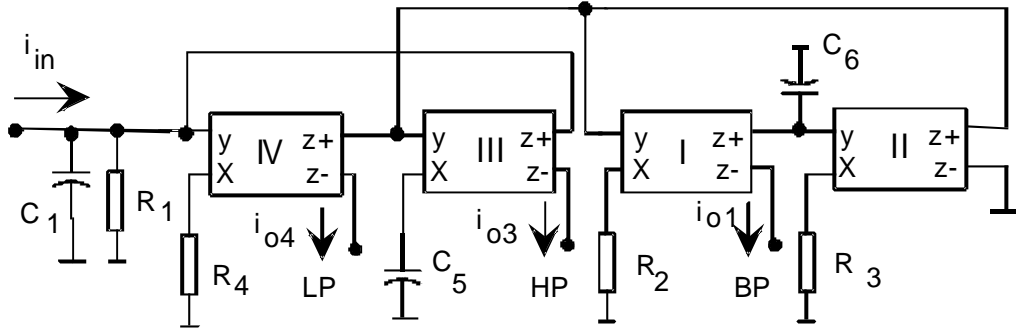 i in
C 6
y IV z+
X z-
y III z+
X z-
y I z+
X z-
y II z+
X z-
C 1
R 1
R 4
i o4
LP
C 5
i o3
HP
R 2
i o1
BP
R 3